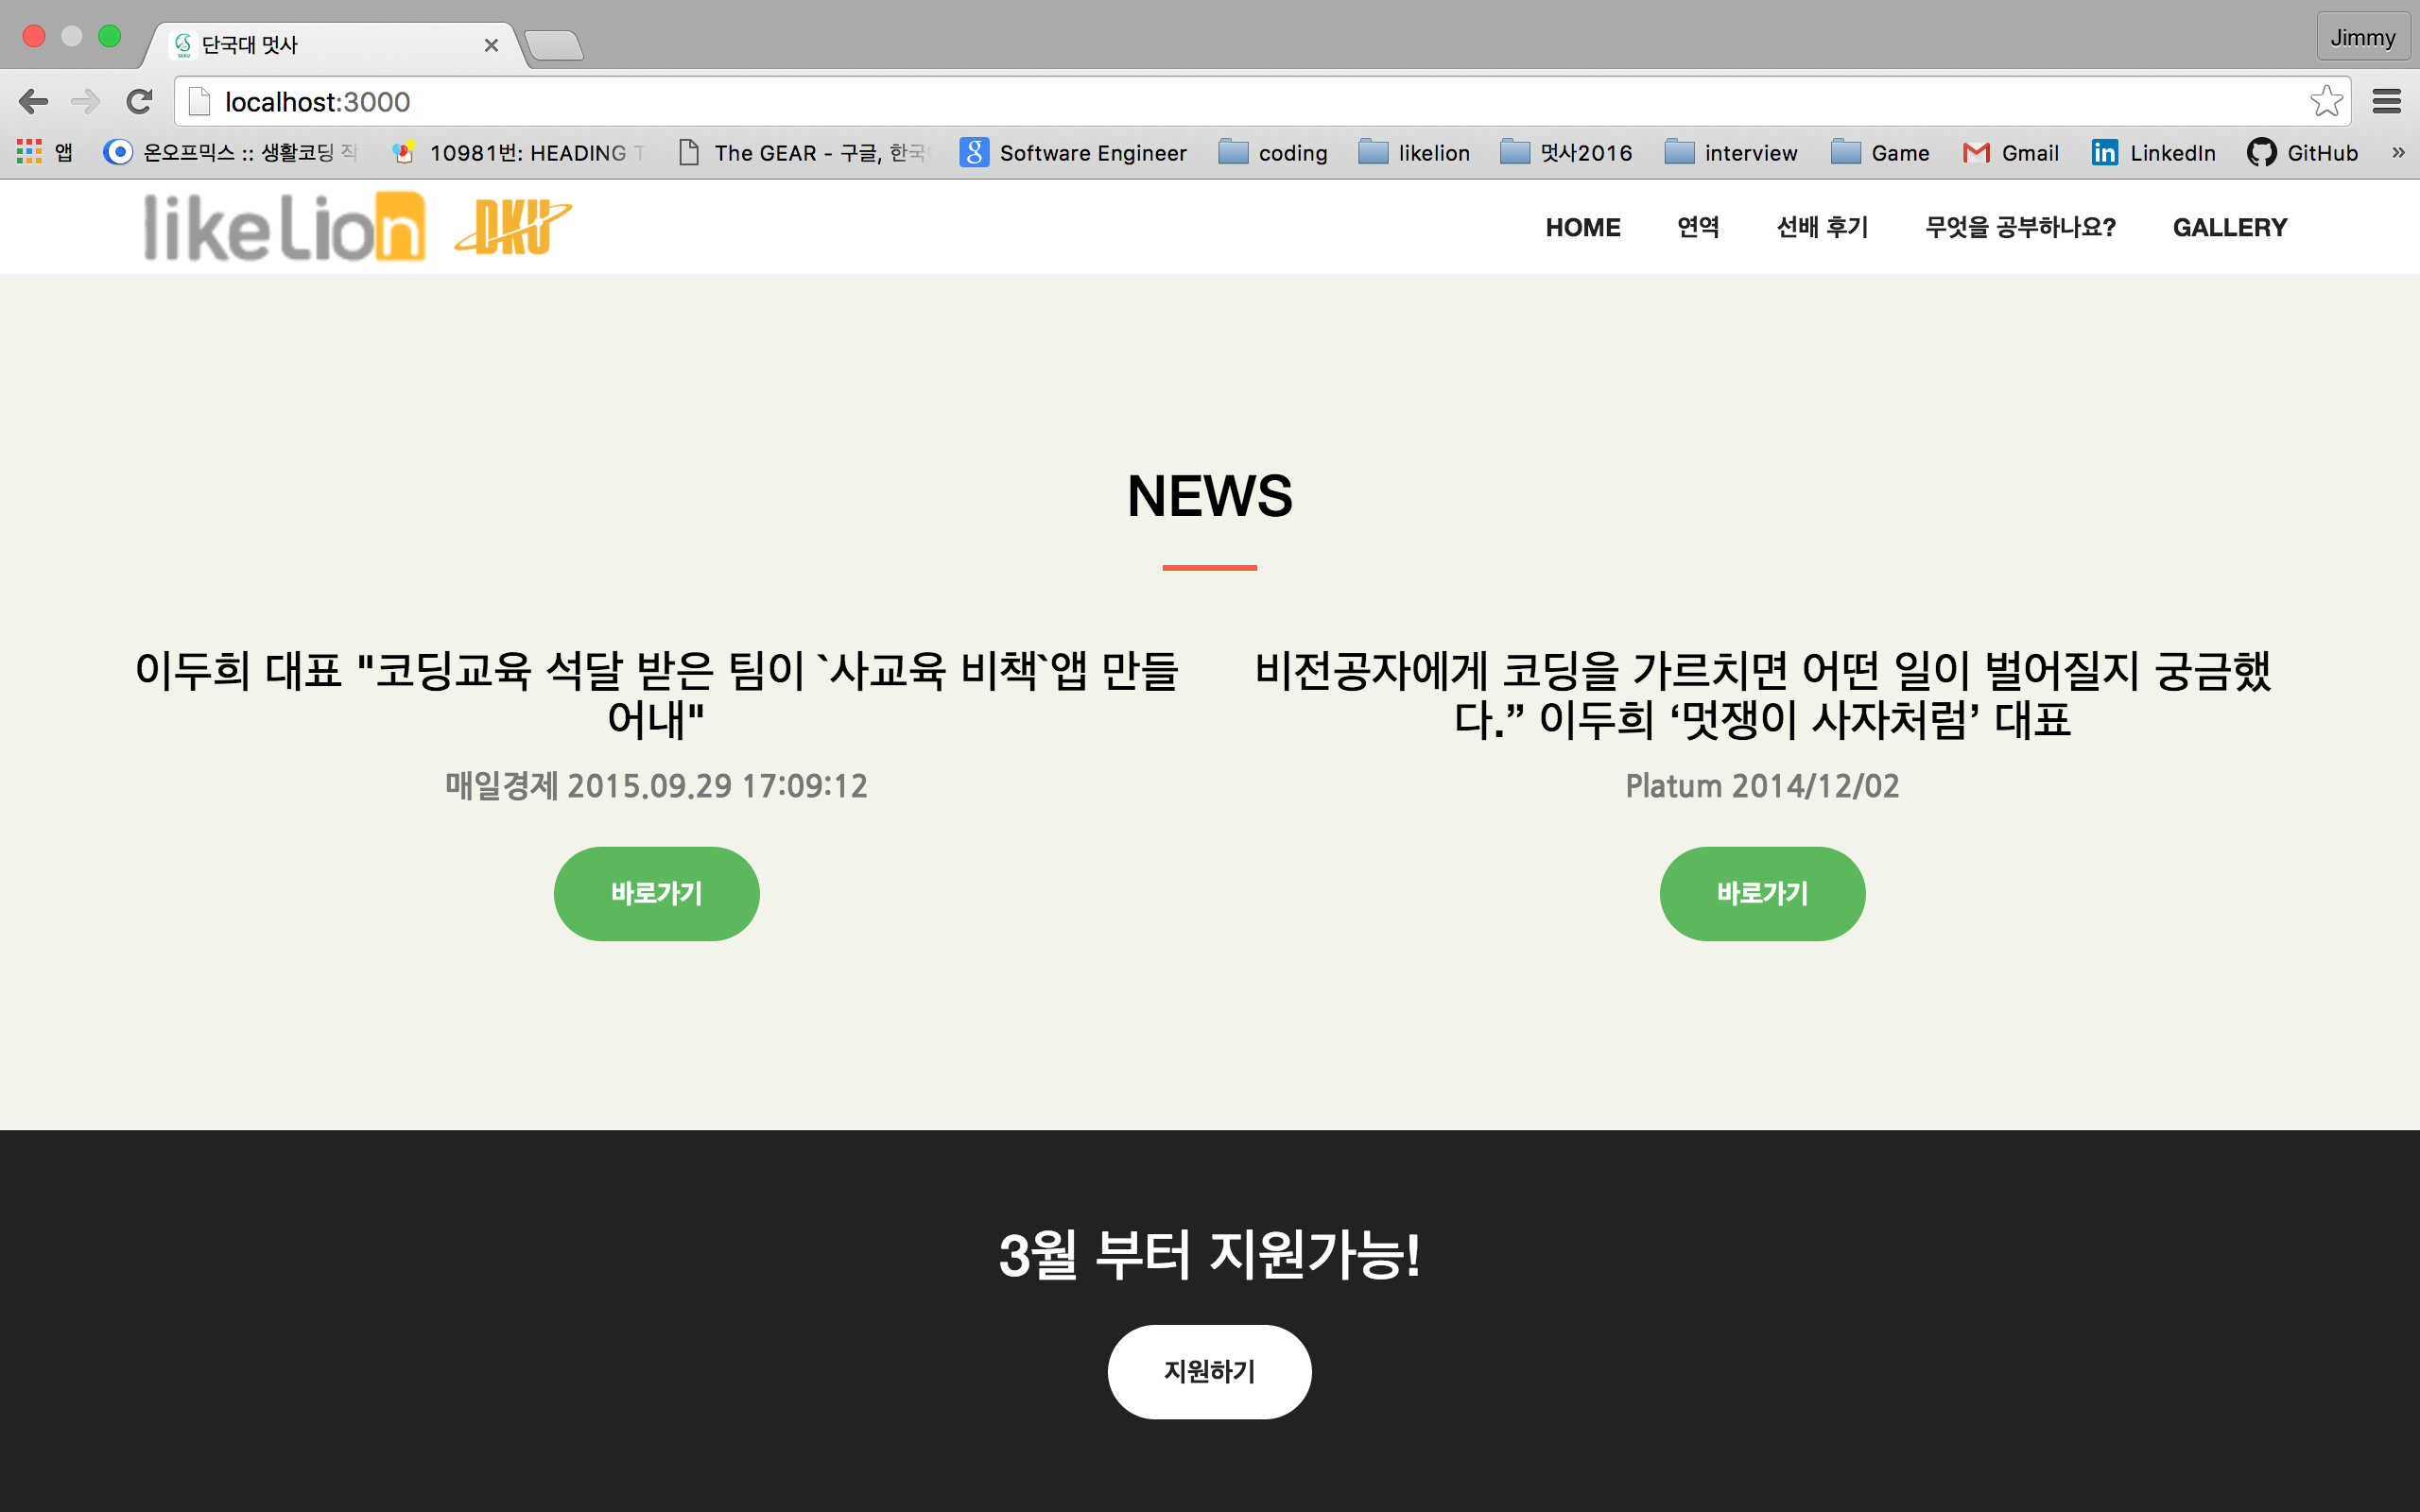 단국대 멋사
Jimmy
localhost:3000
앱 온오프믹스 :: 생활코딩 작 10981번: HEADING T The GEAR - 구글, 한국 Software Engineer coding likelion 멋사2016 interview Game Gmail LinkedIn GitHub »
likelion DKU HOME 연역 선배 후기 무엇을 공부하나요? GALLERY
NEWS
이두희 대표 "코딩교육 석달 받은 팀이 `사교육 비책`앱 만들
어내"
매일경제 2015.09.29 17:09:12
바로가기
비전공자에게 코딩을 가르치면 어떤 일이 벌어질지 궁금했
다.” 이두희 ‘멋쟁이 사자처럼’ 대표
Platum 2014/12/02
바로가기
3월 부터 지원가능!
지원하기